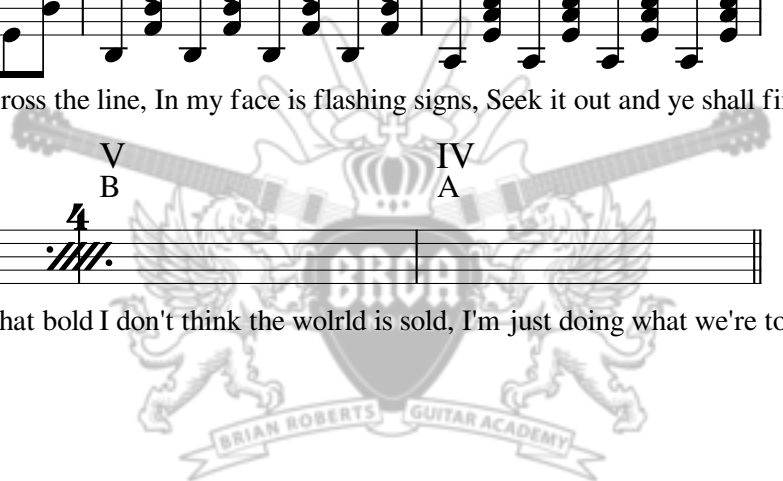 ross the line, In my face is flashing signs, Seek it out and ye shall fi
V IV
B A
4
hat bold I don't think the wolrld is sold, I'm just doing what we're to
BRGA
BRIAN ROBERTS GUITAR ACADEMY